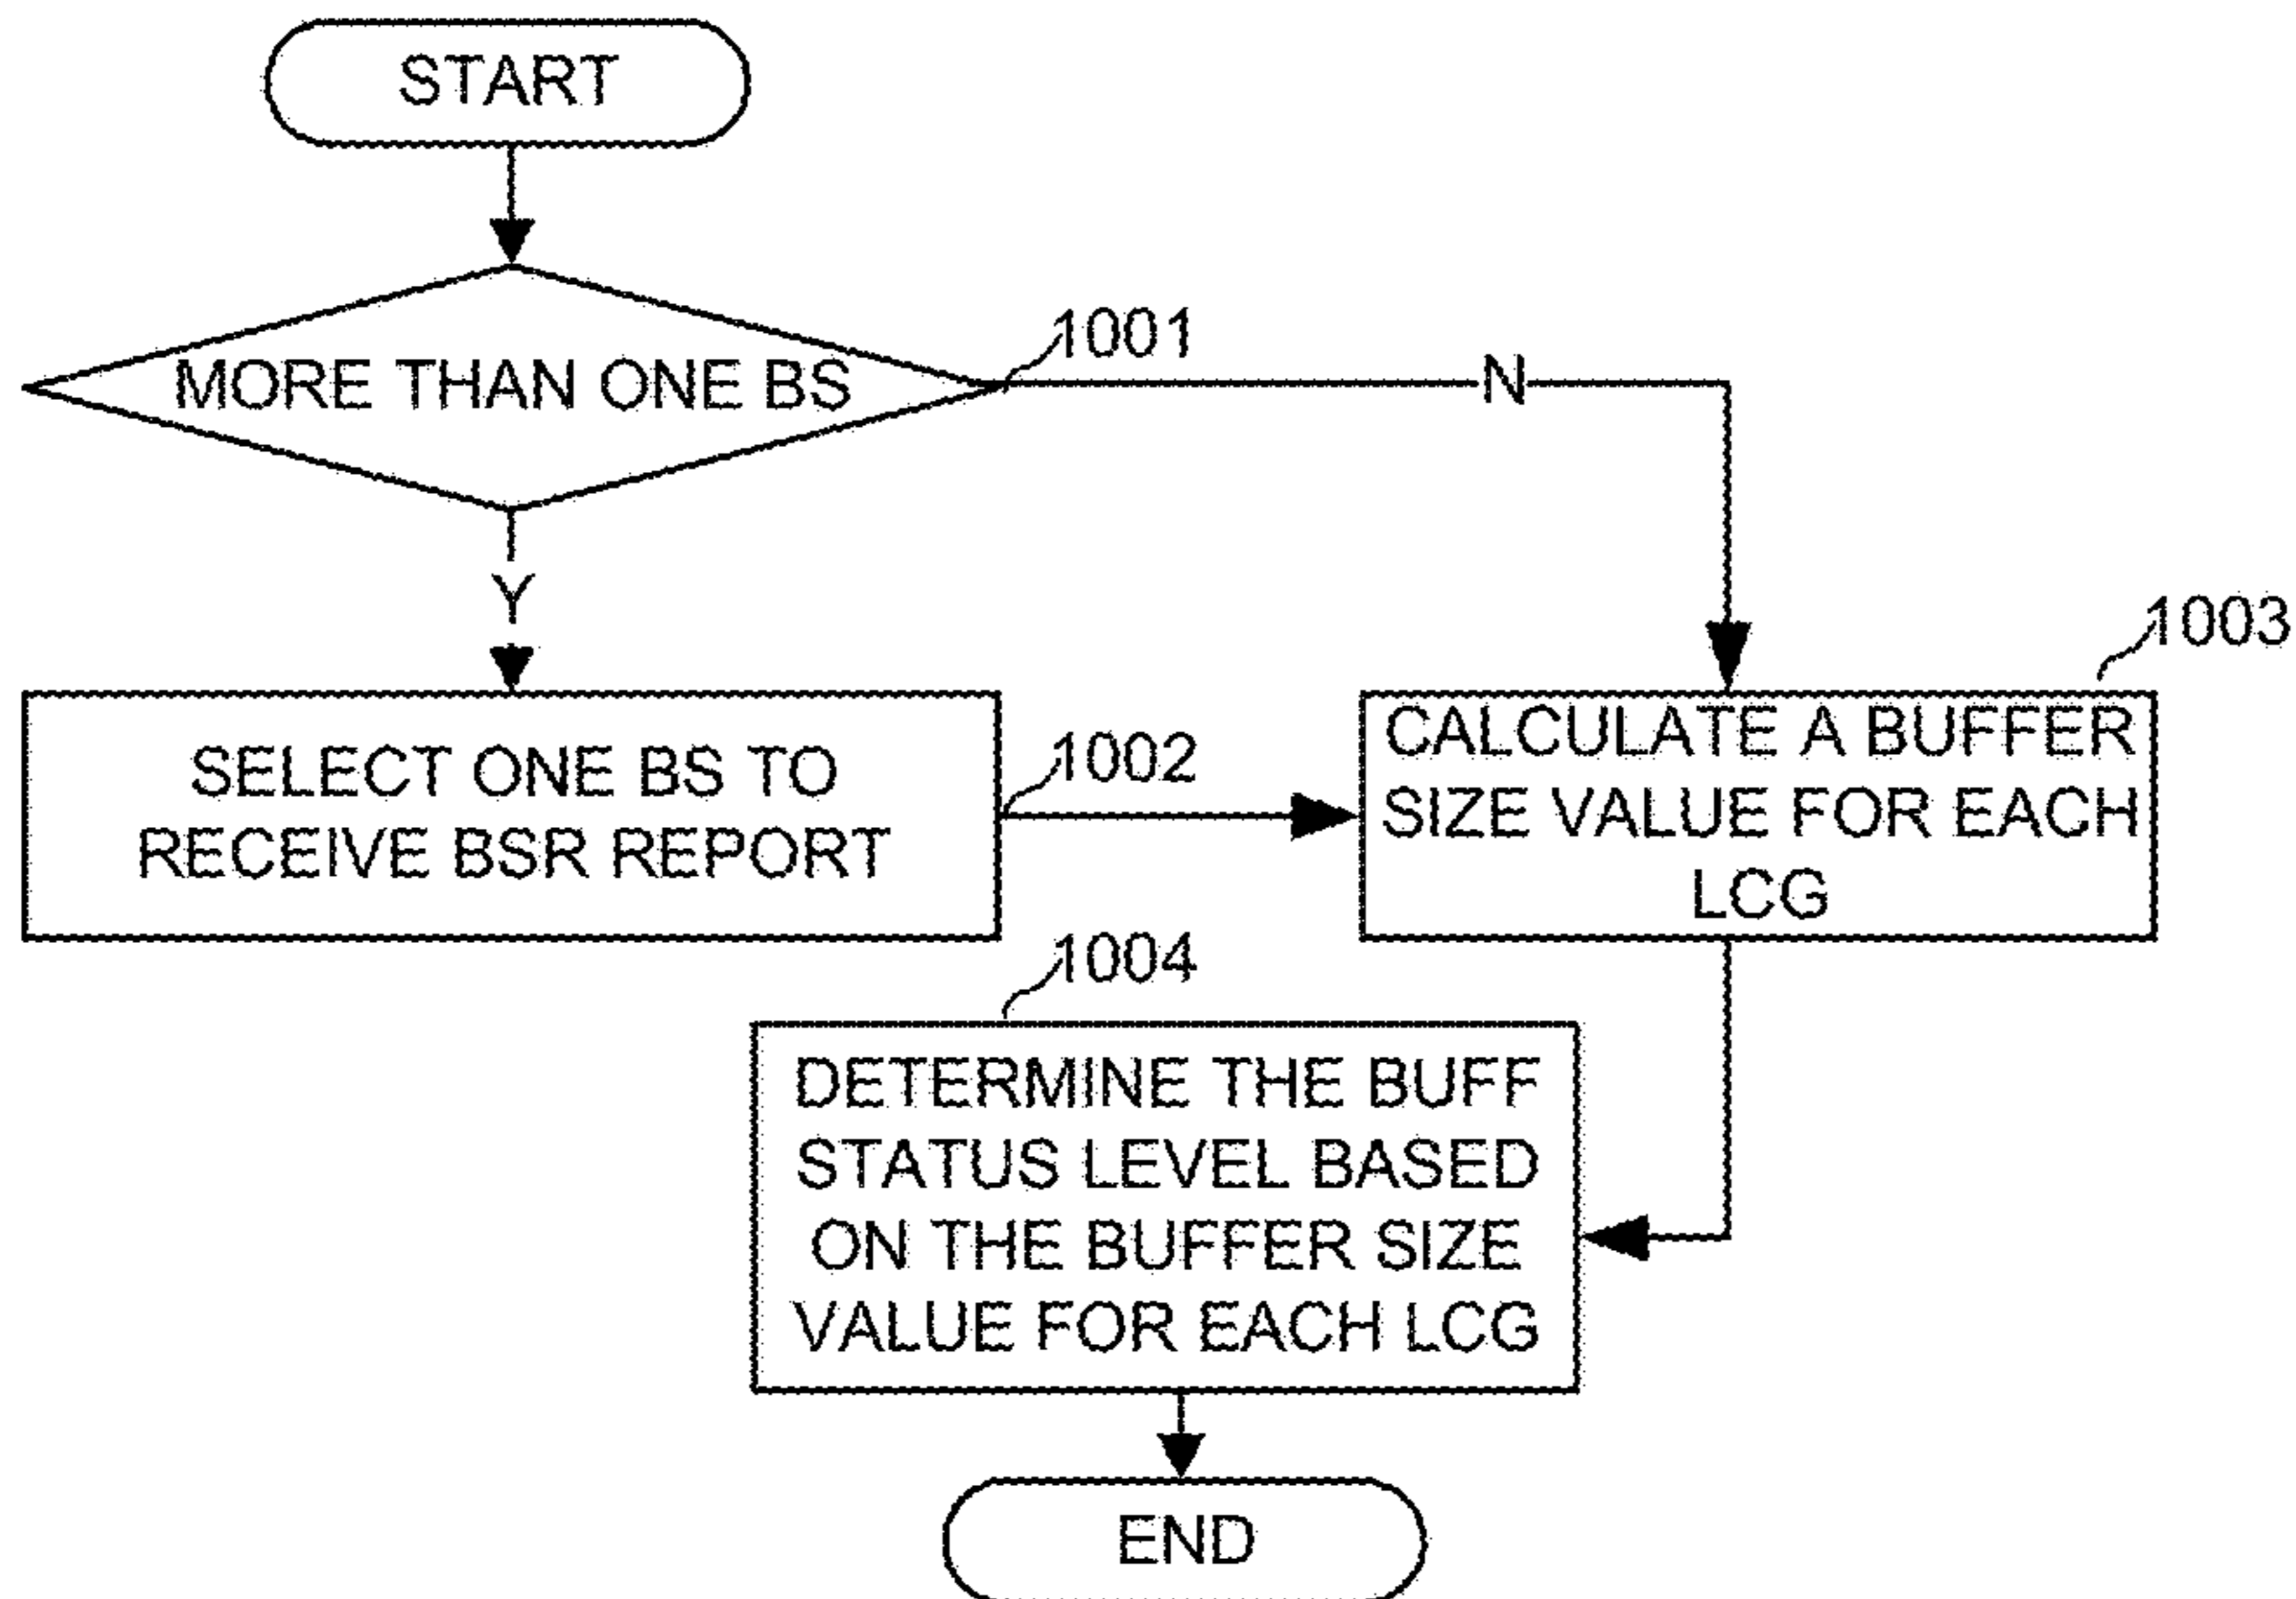 START
MORE THAN ONE BS
1001
N
Y
1003
SELECT ONE BS TO
RECEIVE BSR REPORT
1002
CALCULATE A BUFFER
SIZE VALUE FOR EACH
LCG
1004
DETERMINE THE BUFF
STATUS LEVEL BASED
ON THE BUFFER SIZE
VALUE FOR EACH LCG
END